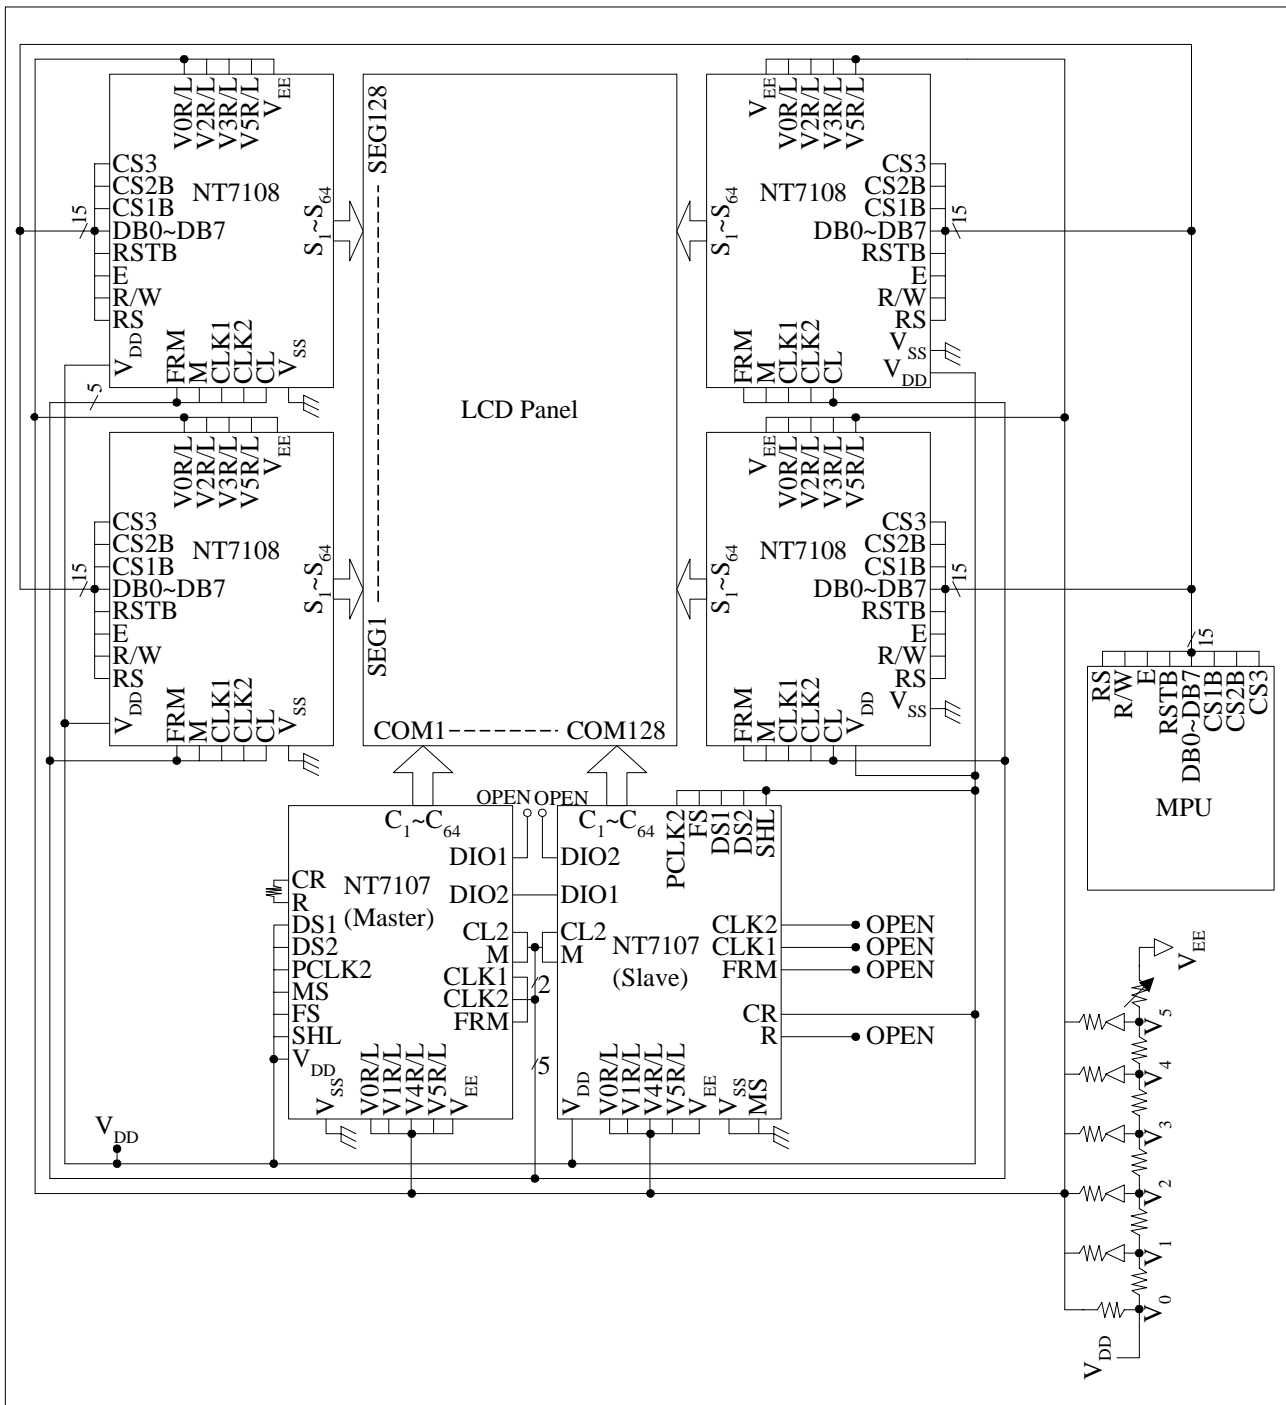 V0R/L
V2R/L
V3R/L
V5R/L
VEE
CS3
CS2B
CS1B
DB0~DB7
RSTB
E
R/W
RS
VDD
15
NT7108
S1~S64
FRM
M
CLK1
CLK2
CL
VSS
5
SEG128
SEG1
LCD Panel
COM1
COM128
VEE
V0R/L
V2R/L
V3R/L
V5R/L
NT7108
S1~S64
CS3
CS2B
CS1B
DB0~DB7
RSTB
E
R/W
RS
VSS
VDD
15
FRM
M
CLK1
CLK2
CL
V0R/L
V2R/L
V3R/L
V5R/L
VEE
CS3
CS2B
CS1B
DB0~DB7
RSTB
E
R/W
RS
VDD
15
NT7108
S1~S64
FRM
M
CLK1
CLK2
CL
VSS
VEE
V0R/L
V2R/L
V3R/L
V5R/L
NT7108
S1~S64
CS3
CS2B
CS1B
DB0~DB7
RSTB
E
R/W
RS
VSS
15
FRM
M
CLK1
CLK2
CL
VDD
15
RS
R/W
E
RSTB
DB0~DB7
CS1B
CS2B
CS3
MPU
C1~C64
OPEN
OPEN
DIO1
DIO2
NT7107
(Master)
CR
R
DS1
DS2
PCLK2
MS
FS
SHL
VDD
CL2
M
CLK1
CLK2
FRM
2
5
VSS
V0R/L
V1R/L
V4R/L
V5R/L
VEE
C1~C64
PCLK2
FS
DS1
DS2
SHL
DIO2
DIO1
CL2
M
NT7107
(Slave)
CLK2
OPEN
CLK1
OPEN
FRM
OPEN
CR
R
OPEN
VDD
V0R/L
V1R/L
V4R/L
V5R/L
VEE
VSS
MS
VDD
VEE
V5
V4
V3
V2
V1
V0
VDD